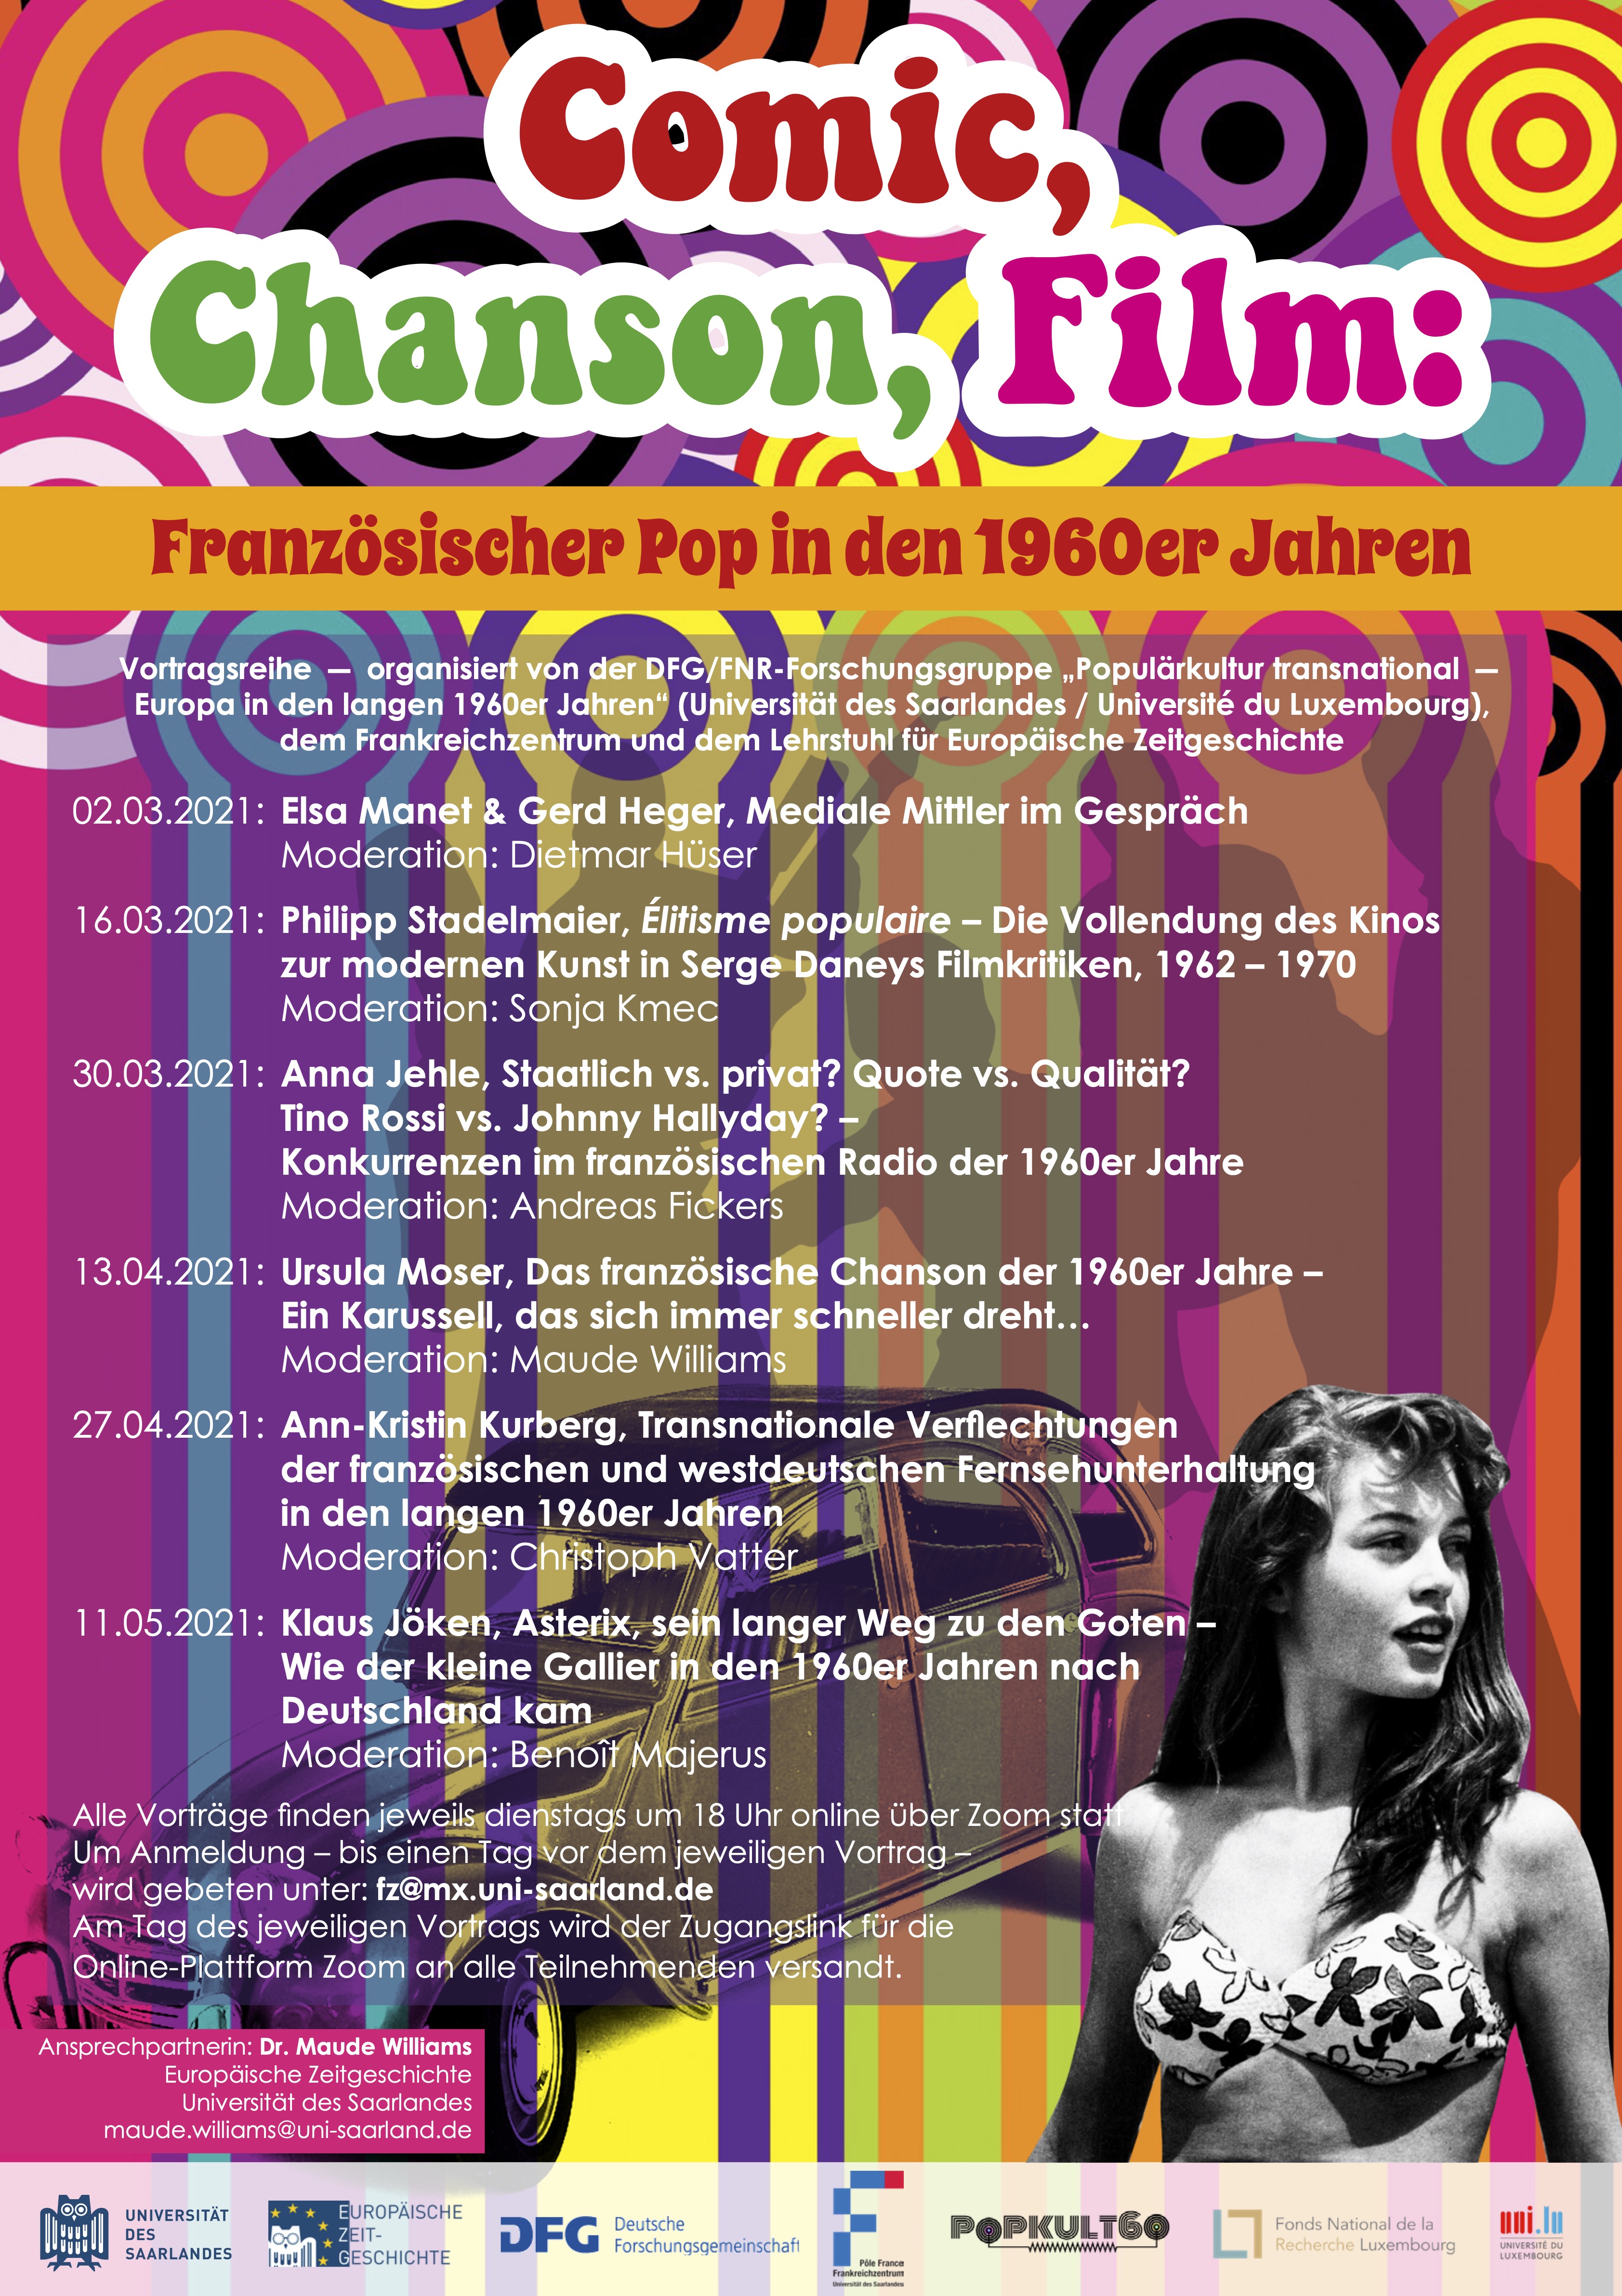 Comic,
Chanson, Film:
Französischer Pop in den 1960er Jahren
Vortragsreihe — organisiert von der DFG/FNR-Forschungsgruppe „Populärkultur transnational —
Europa in den langen 1960er Jahren“ (Universität des Saarlandes / Université du Luxembourg),
dem Frankreichzentrum und dem Lehrstuhl für Europäische Zeitgeschichte
02.03.2021: Elsa Manet & Gerd Heger, Mediale Mittler im Gespräch
Moderation: Dietmar Hüser
16.03.2021: Philipp Stadelmaier, Élitisme populaire – Die Vollendung des Kinos
zur modernen Kunst in Serge Daneys Filmkritiken, 1962 – 1970
Moderation: Sonja Kmec
30.03.2021: Anna Jehle, Staatlich vs. privat? Quote vs. Qualität?
Tino Rossi vs. Johnny Hallyday? –
Konkurrenzen im französischen Radio der 1960er Jahre
Moderation: Andreas Fickers
13.04.2021: Ursula Moser, Das französische Chanson der 1960er Jahre –
Ein Karussell, das sich immer schneller dreht...
Moderation: Maude Williams
27.04.2021: Ann-Kristin Kurberg, Transnationale Verflechtungen
der französischen und westdeutschen Fernsehunterhaltung
in den langen 1960er Jahren
Moderation: Christoph Vatter
11.05.2021: Klaus Jöken, Asterix, sein langer Weg zu den Goten –
Wie der kleine Gallier in den 1960er Jahren nach
Deutschland kam
Moderation: Benoît Majerus
Alle Vorträge finden jeweils dienstags um 18 Uhr online über Zoom statt
Um Anmeldung – bis einen Tag vor dem jeweiligen Vortrag –
wird gebeten unter: fz@mx.uni-saarland.de
Am Tag des jeweiligen Vortrags wird der Zugangslink für die
Online-Plattform Zoom an alle Teilnehmenden versandt.
Ansprechpartnerin: Dr. Maude Williams
Europäische Zeitgeschichte
Universität des Saarlandes
maude.williams@uni-saarland.de
UNIVERSITÄT
DES
SAARLANDES
EUROPÄISCHE
ZEIT-
GESCHICHTE
DFG Deutsche
Forschungsgemeinschaft
Pôle France
Frankreichzentrum
Universität des Saarlandes
POPKULT60
Fonds National de la
Recherche Luxembourg
uni.lu
UNIVERSITÉ DU
LUXEMBOURG